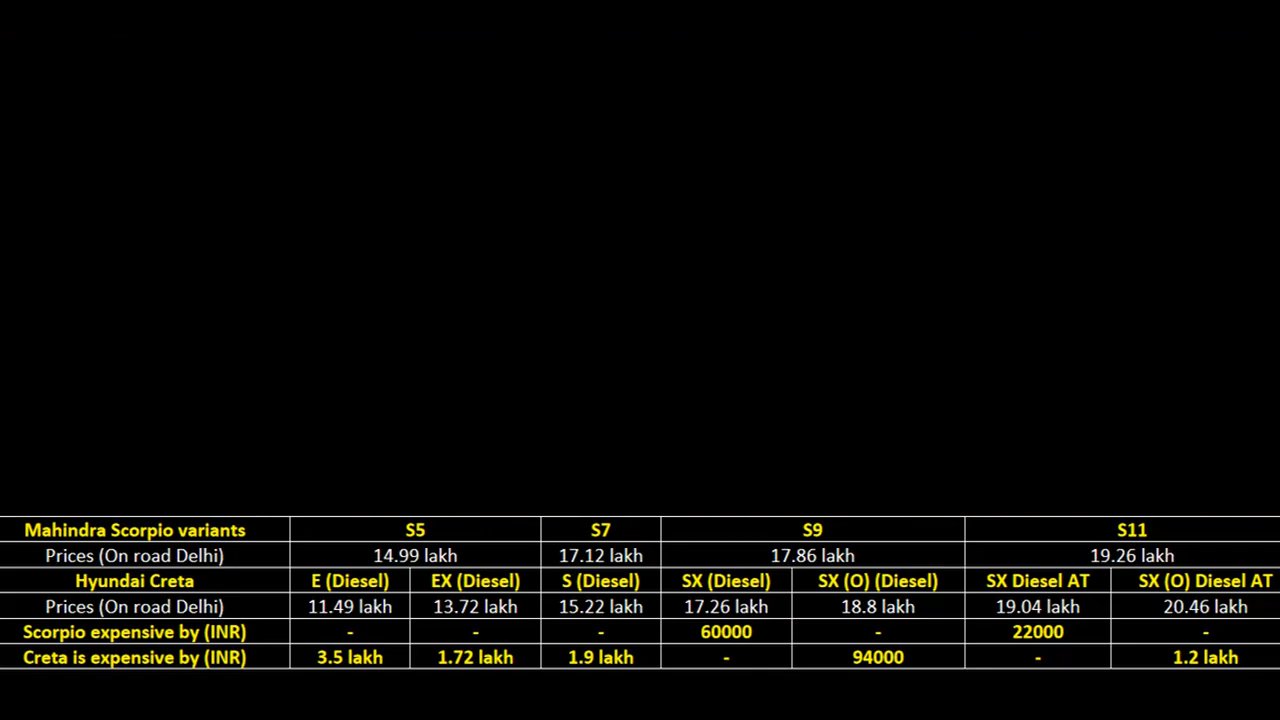 Mahindra Scorpio variants S5 S7 S9 S11
Prices (On road Delhi) 14.99 lakh 17.12 lakh 17.86 lakh 19.26 lakh
Hyundai Creta E (Diesel) EX (Diesel) S (Diesel) SX (Diesel) SX (O) (Diesel) SX Diesel AT SX (O) Diesel AT
Prices (On road Delhi) 11.49 lakh 13.72 lakh 15.22 lakh 17.26 lakh 18.8 lakh 19.04 lakh 20.46 lakh
Scorpio expensive by (INR) - - - 60000 - 22000 -
Creta is expensive by (INR) 3.5 lakh 1.72 lakh 1.9 lakh - 94000 - 1.2 lakh